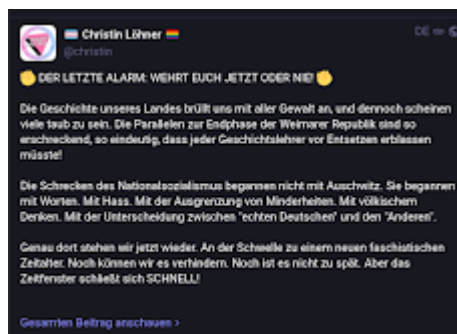 Christin Löhner
DE
@christin
DER LETZTE ALARM: WEHRT EUCH JETZT ODER NIE!
Die Geschichte unseres Landes brüllt uns mit aller Gewalt an, und dennoch scheinen
viele taub zu sein. Die Parallelen zur Endphase der Weimarer Republik sind so
erschreckend, so eindeutig, dass jeder Geschichtslehrer vor Entsetzen erblassen
müsste!
Die Schrecken des Nationalsozialismus begannen nicht mit Auschwitz. Sie begannen
mit Worten. Mit Hass. Mit der Ausgrenzung von Minderheiten. Mit völkischem
Denken. Mit der Unterscheidung zwischen "echten Deutschen" und den "Anderen".
Genau dort stehen wir jetzt wieder. An der Schwelle zu einem neuen faschistischen
Zeitalter. Noch können wir es verhindern. Noch ist es nicht zu spät. Aber das
Zeitfenster schließt sich SCHNELL!
Gesamten Beitrag anschauen >